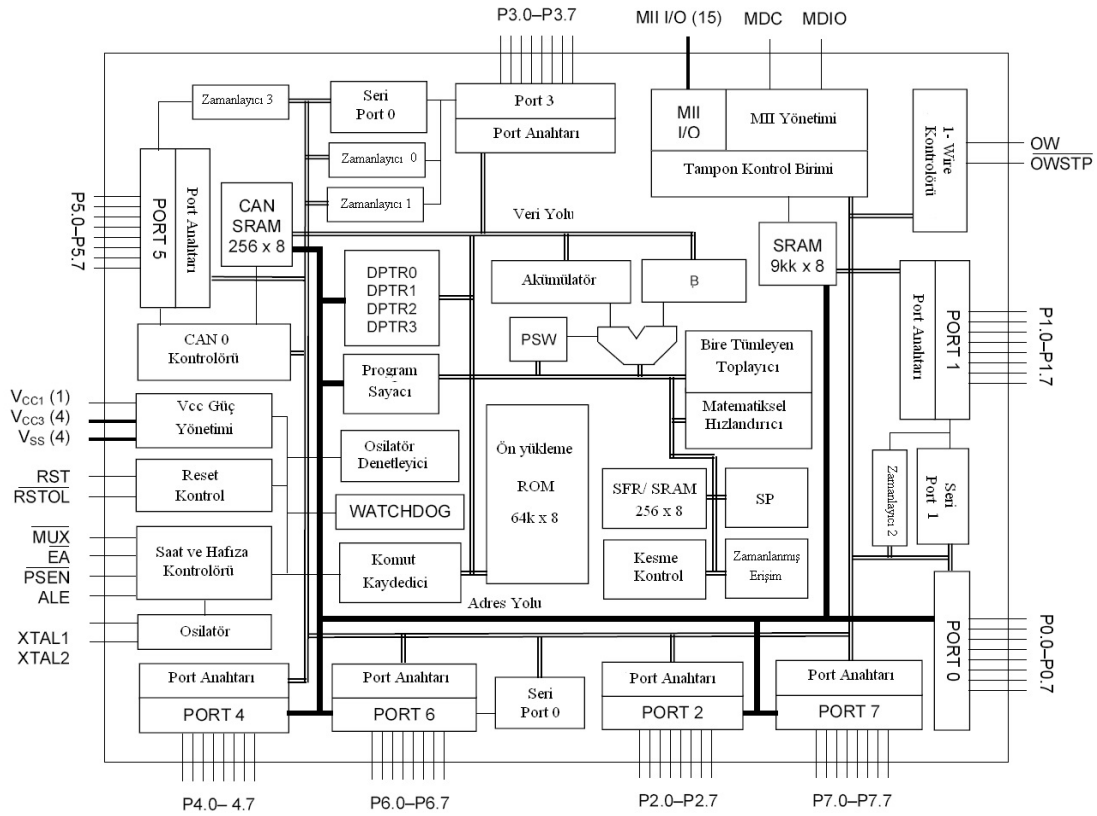 P3.0–P3.7
MII I/O (15)
MDC
MDIO
Zamanlayıcı 3
Seri
Port 0
Port 3
Port Anahtarı
MII
I/O
MII Yönetimi
Tampon Kontrol Birimi
1- Wire
Kontrolörü
OW
OWSTP
Zamanlayıcı 0
Zamanlayıcı 1
P5.0–P5.7
PORT 5
Port Anahtarı
CAN
SRAM
256 x 8
Veri Yolu
SRAM
9kk x 8
DPTR0
DPTR1
DPTR2
DPTR3
Akümülatör
B
Port Anahtarı
PORT 1
P1.0–P1.7
CAN 0
Kontrolörü
PSW
Program
Sayacı
Bire Tümleyen
Toplayıcı
Matematiksel
Hızlandırıcı
VCC1 (1)
VCC3 (4)
VSS (4)
Vcc Güç
Yönetimi
Osilatör
Denetleyici
Ön yükleme
ROM
64k x 8
Zamanlayıcı 2
Seri
Port 1
RST
RSTOL
Reset
Kontrol
WATCHDOG
SFR/ SRAM
256 x 8
SP
MUX
EA
PSEN
ALE
Saat ve Hafıza
Kontrolörü
Komut
Kaydedici
Kesme
Kontrol
Zamanlanmış
Erişim
Adres Yolu
XTAL1
XTAL2
Osilatör
PORT 0
P0.0–P0.7
Port Anahtarı
PORT 4
Port Anahtarı
PORT 6
Seri
Port 0
Port Anahtarı
PORT 2
Port Anahtarı
PORT 7
P4.0– 4.7
P6.0–P6.7
P2.0–P2.7
P7.0–P7.7